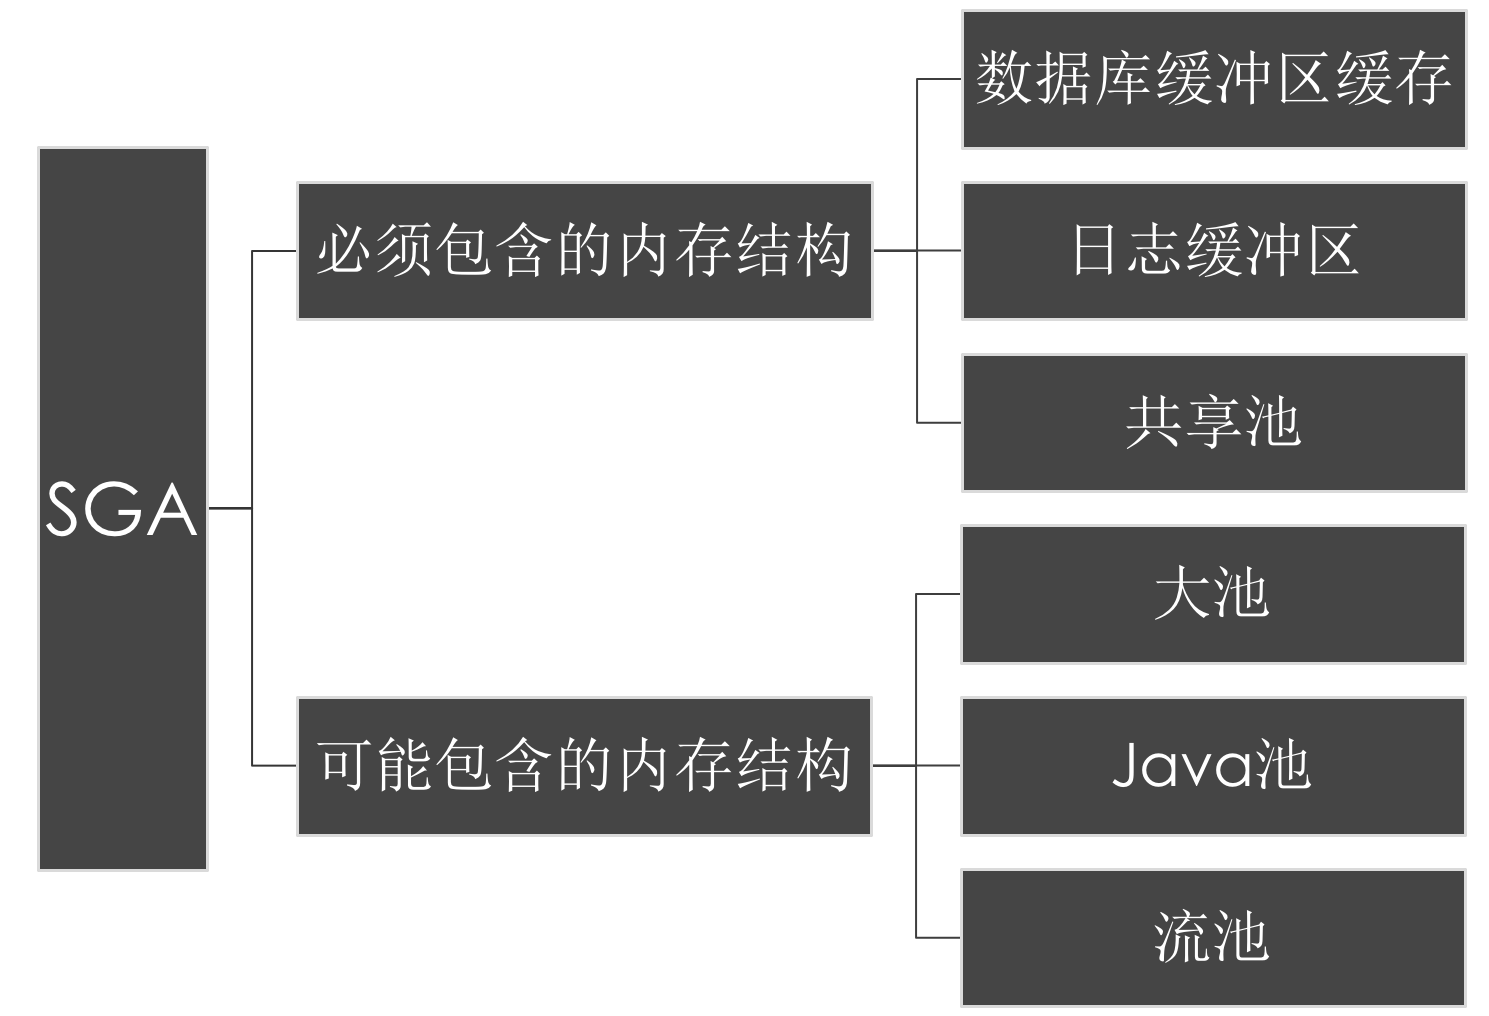 SGA
必须包含的内存结构
数据库缓冲区缓存
日志缓冲区
共享池
可能包含的内存结构
大池
Java池
流池